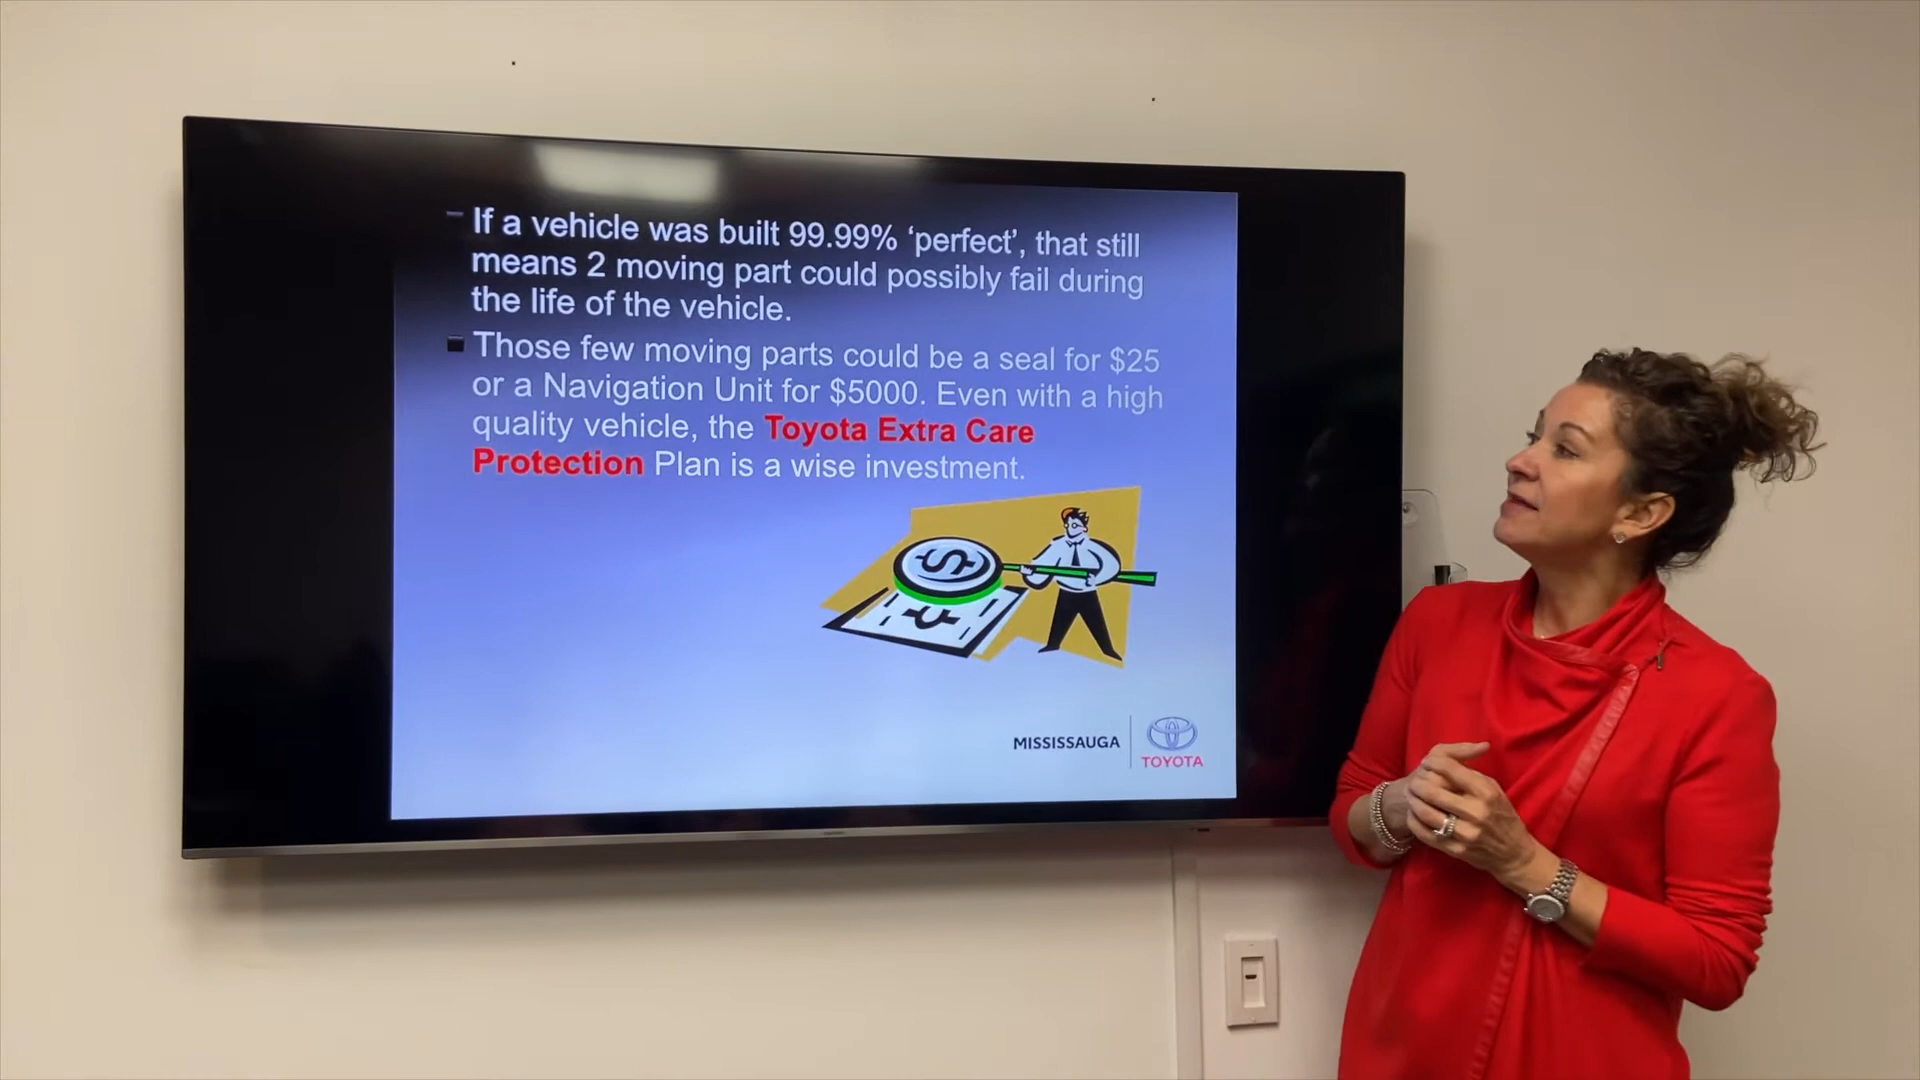 – If a vehicle was built 99.99% ‘perfect’, that still
means 2 moving part could possibly fail during
the life of the vehicle.
■ Those few moving parts could be a seal for $25
or a Navigation Unit for $5000. Even with a high
quality vehicle, the Toyota Extra Care
Protection Plan is a wise investment.
$
MISSISSAUGA
TOYOTA